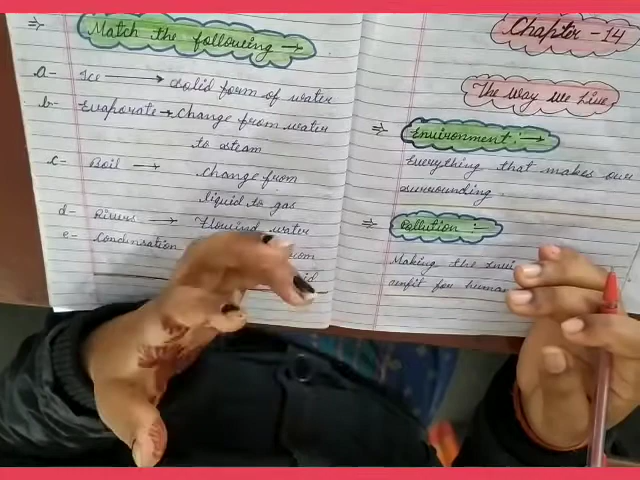 Match the following →
a- Ice → solid form of water
b- Evaporate → change from water
to steam
c- Boil → change from
liquid to gas
d- Rivers → flowing water
e- Condensation
Chapter - 14
The way we live
⇒ Environment :→
Everything that makes our
surrounding
⇒ Pollution :-
Making the
unfit for human